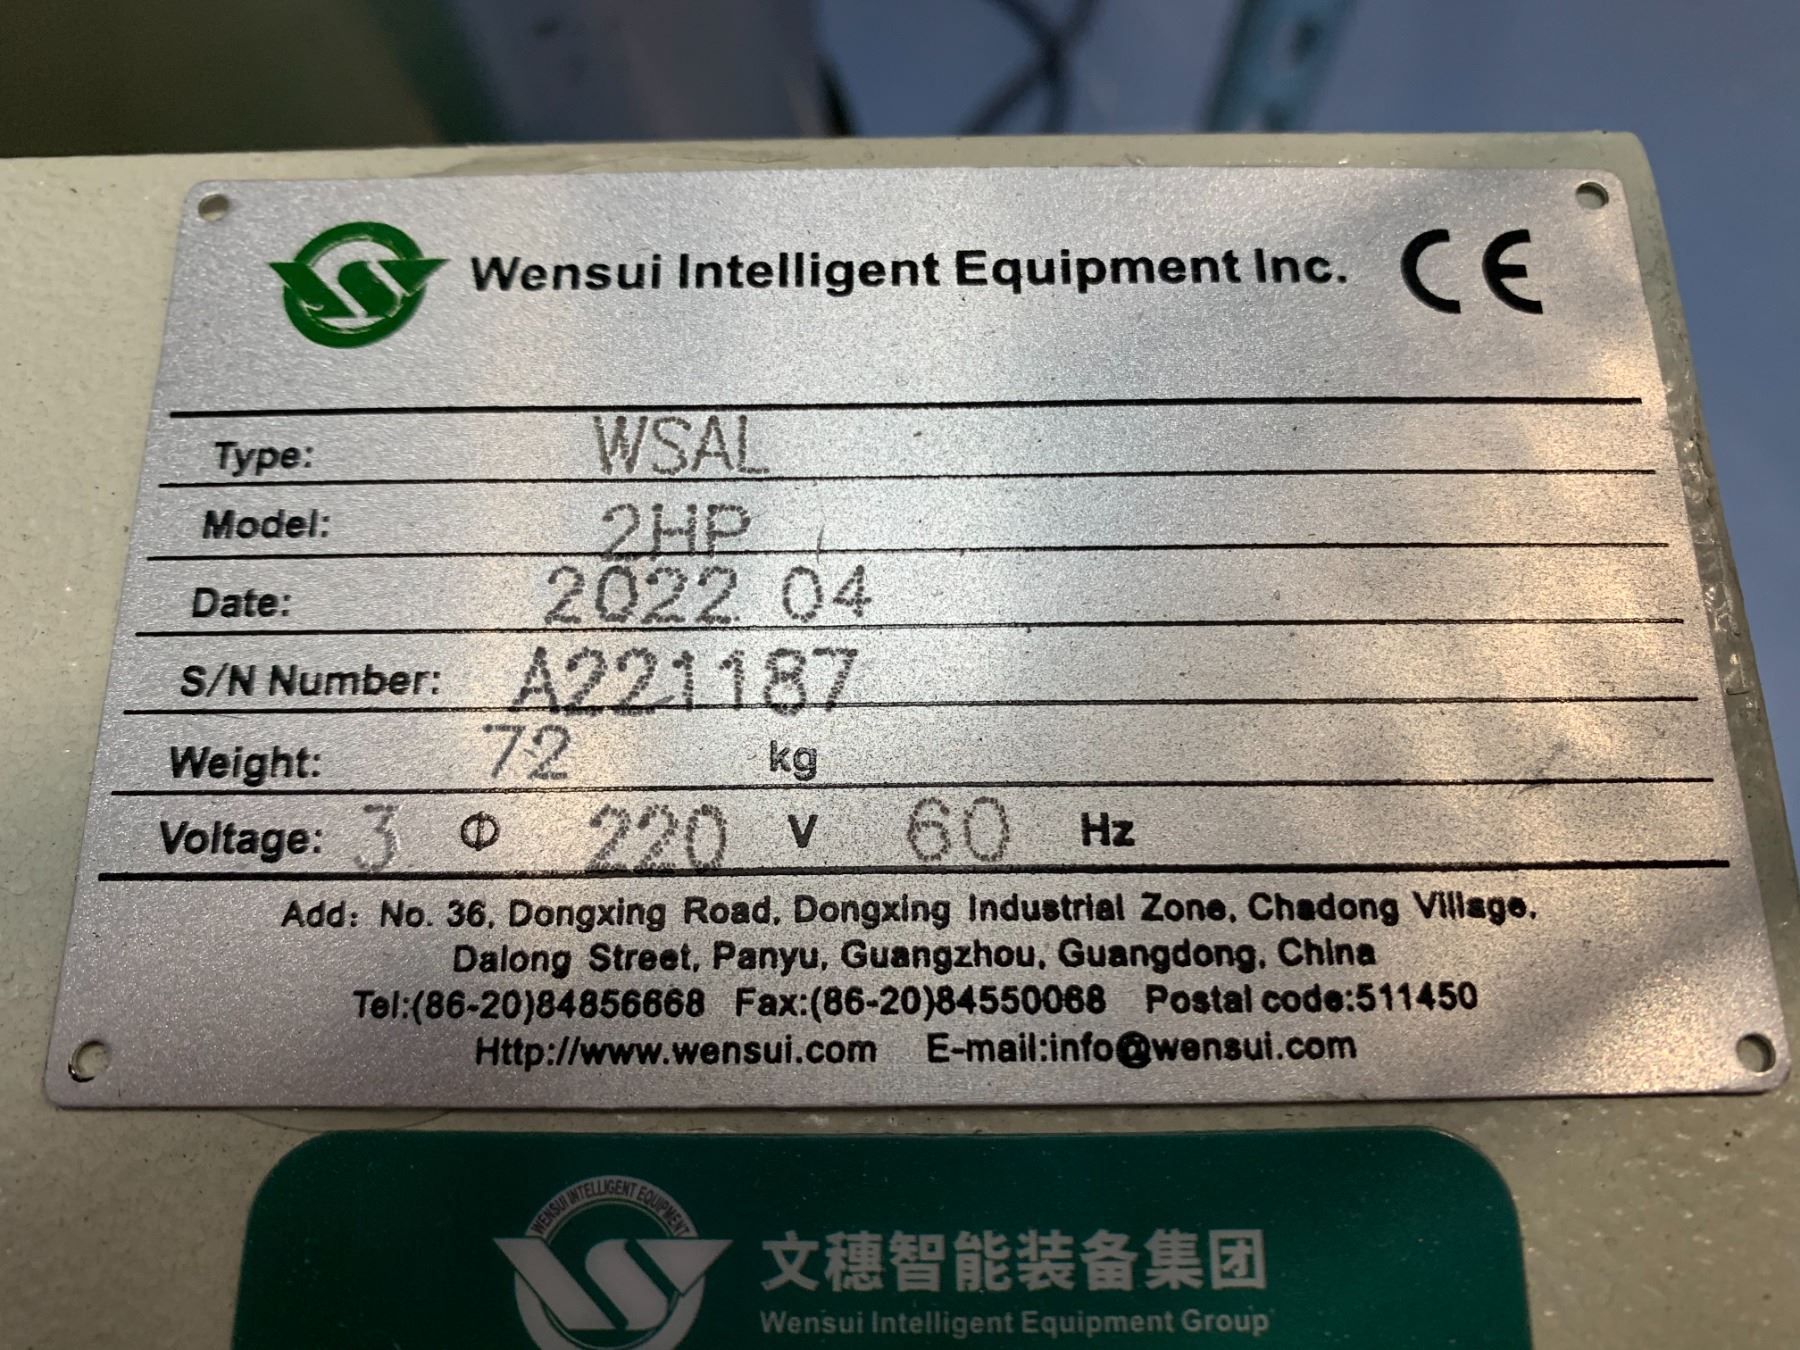 Wensui Intelligent Equipment Inc. CE
Type: WSAL
Model: 2HP
Date: 2022.04
S/N Number: A221187
Weight: 72 kg
Voltage: 3 Φ 220 V 60 Hz
Add: No. 36, Dongxing Road, Dongxing Industrial Zone, Chadong Village,
Dalong Street, Panyu, Guangzhou, Guangdong, China
Tel:(86-20)84856668 Fax:(86-20)84550068 Postal code:511450
Http://www.wensui.com E-mail:info@wensui.com
WENSUI INTELLIGENT EQUIPMENT
文穗智能装备集团
Wensui Intelligent Equipment Group